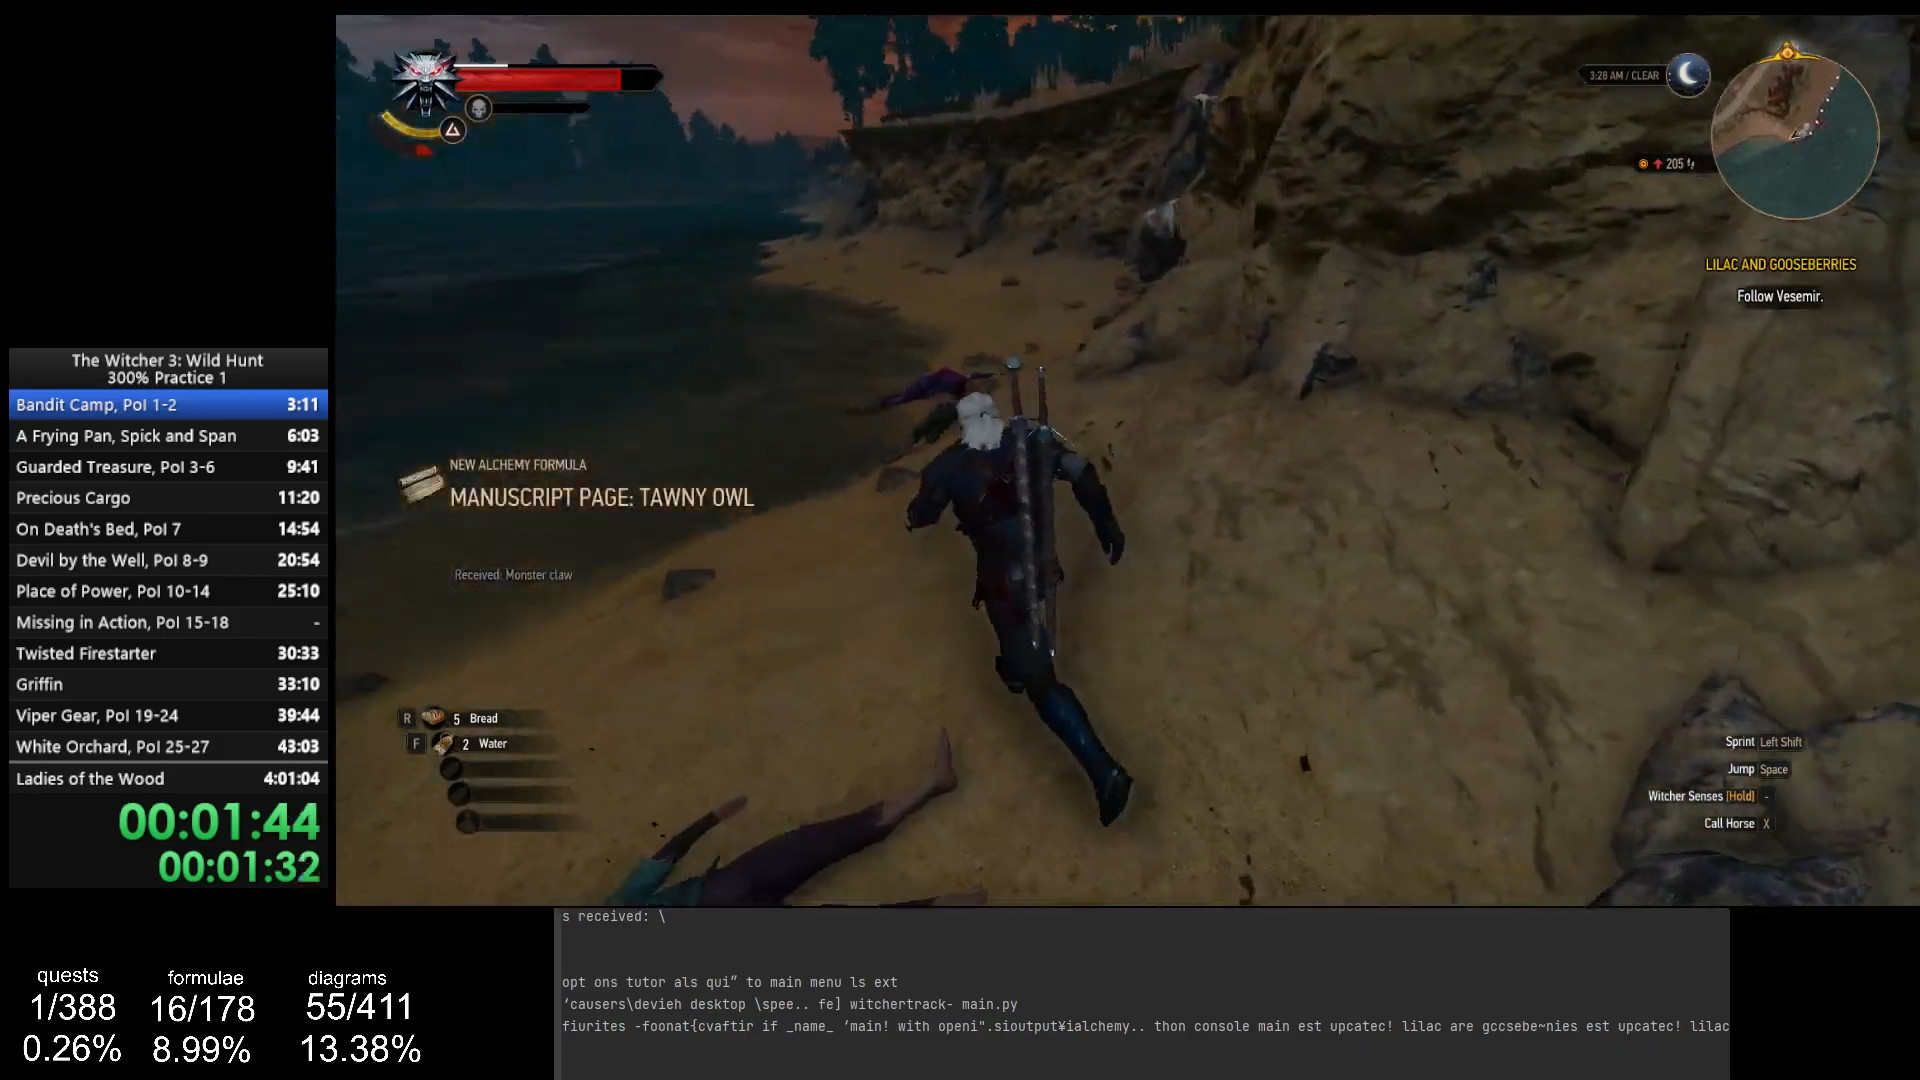 3:28 AM / CLEAR
205
LILAC AND GOOSEBERRIES
Follow Vesemir.
The Witcher 3: Wild Hunt
300% Practice 1
Bandit Camp, PoI 1-2 3:11
A Frying Pan, Spick and Span 6:03
Guarded Treasure, PoI 3-6 9:41
Precious Cargo 11:20
On Death's Bed, PoI 7 14:54
Devil by the Well, PoI 8-9 20:54
Place of Power, PoI 10-14 25:10
Missing in Action, PoI 15-18 -
Twisted Firestarter 30:33
Griffin 33:10
Viper Gear, PoI 19-24 39:44
White Orchard, PoI 25-27 43:03
Ladies of the Wood 4:01:04
00:01:44
00:01:32
NEW ALCHEMY FORMULA
MANUSCRIPT PAGE: TAWNY OWL
Received: Monster claw
R 5 Bread
F 2 Water
Sprint Left Shift
Jump Space
Witcher Senses [Hold] -
Call Horse X
quests formulae diagrams
1/388 16/178 55/411
0.26% 8.99% 13.38%
s received: \
opt ons tutor als qui” to main menu ls ext
‘causers\devieh desktop \spee.. fe] witchertrack- main.py
fiurites -foonat{cvaftir if _name_ ‘main! with openi".sioutput¥ialchemy.. thon console main est upcatec! lilac are gccsebe~nies est upcatec! lilac